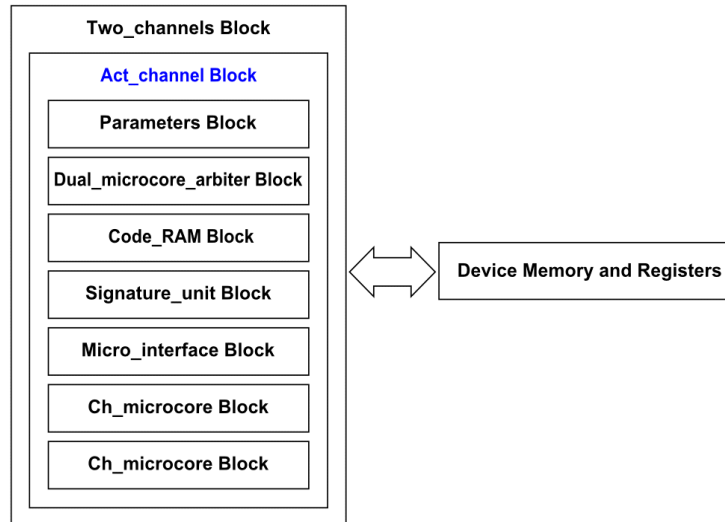 Two_channels Block
Act_channel Block
Parameters Block
Dual_microcore_arbiter Block
Code_RAM Block
Signature_unit Block
Micro_interface Block
Ch_microcore Block
Ch_microcore Block
Device Memory and Registers